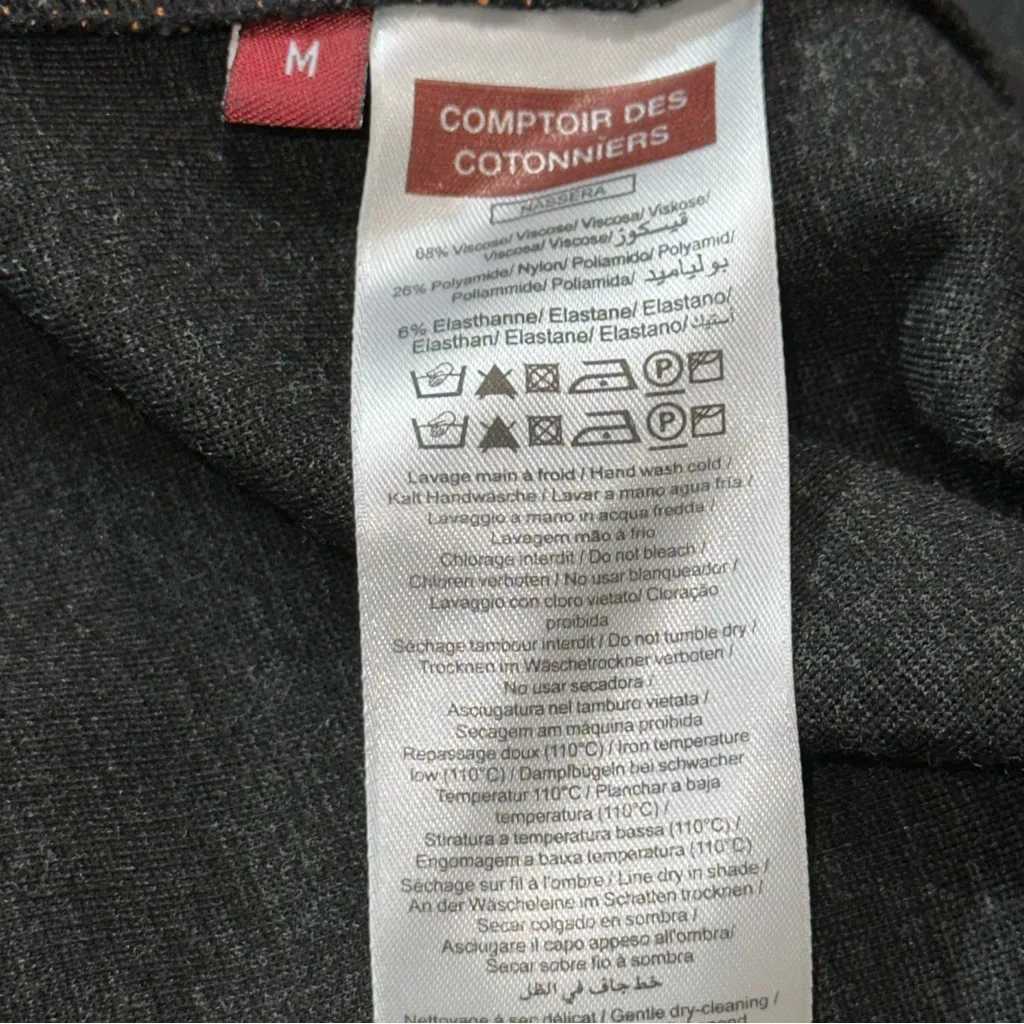 M
COMPTOIR DES
COTONNIERS
NASSERA
68% Viscose/ Viscose/ Viscosa/ Viskose/
Viscosa/ Viscose/ ڤيسكوز
26% Polyamide/ Nylon/ Poliamido/ Polyamid/
Poliammide/ Poliamida/ بولياميد
6% Elasthanne/ Elastane/ Elastano/
Elasthan/ Elastane/ Elastano/
P
P
Lavage main à froid / Hand wash cold /
Kalt Handwäsche / Lavar a mano agua fria /
Lavaggio a mano in acqua fredda /
Lavagem mão à frio
Chlorage interdit / Do not bleach /
Chloren verboten / No usar blanqueador /
Lavaggio con cloro vietato/ Cloração
proibida
Séchage tambour interdit / Do not tumble dry /
Trocknen im Wäschetrockner verboten /
No usar secadora /
Asciugatura nel tamburo vietata /
Secagem am máquina proibida
Repassage doux (110°C) / Iron temperature
low (110°C) / Dampfbügeln bei schwacher
Temperatur 110°C / Planchar a baja
temperatura (110°C) /
Stiratura a temperatura bassa (110°C) /
Engomagem a baixa temperatura (110°C)
Séchage sur fil à l'ombre / Line dry in shade /
An der Wäscheleine im Schatten trocknen /
Secar colgado en sombra /
Asciugare il capo appeso all'ombra/
Secar sobre fio à sombra
خط جاف في الظل
Nettoyage à sec délicat / Gentle dry-cleaning /